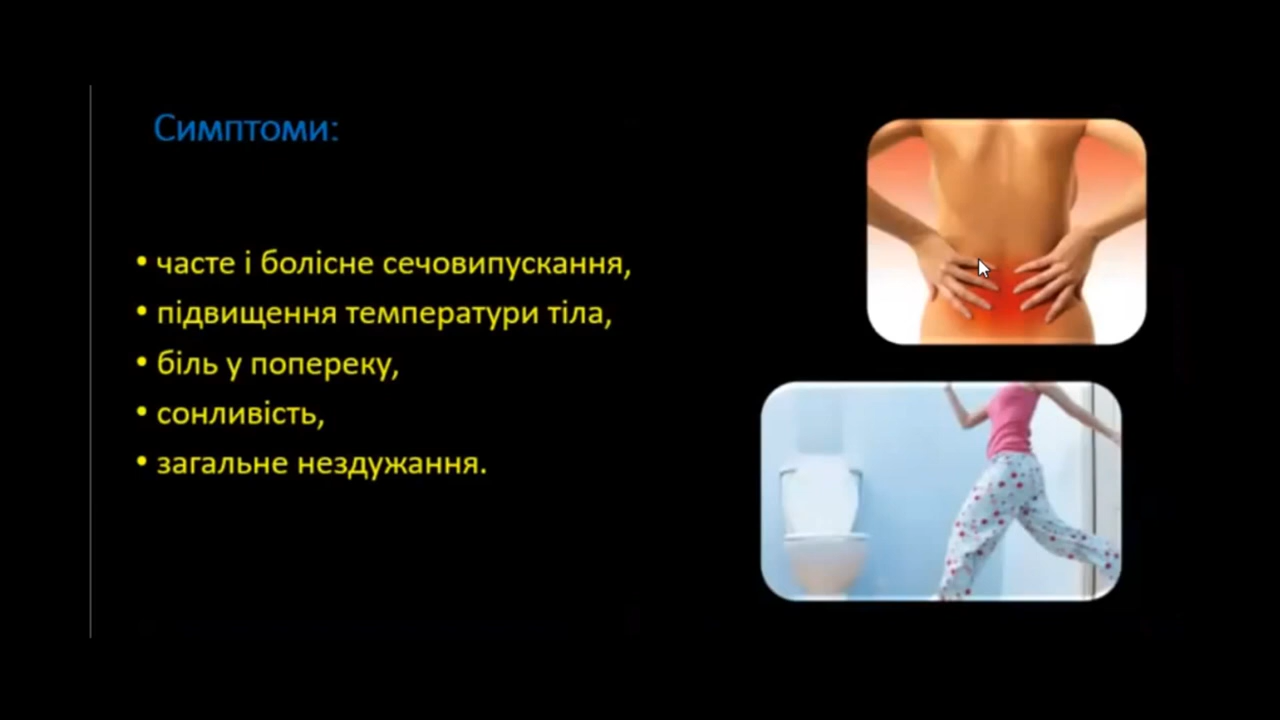 Симптоми:
• часте і болісне сечовипускання,
• підвищення температури тіла,
• біль у попереку,
• сонливість,
• загальне нездужання.